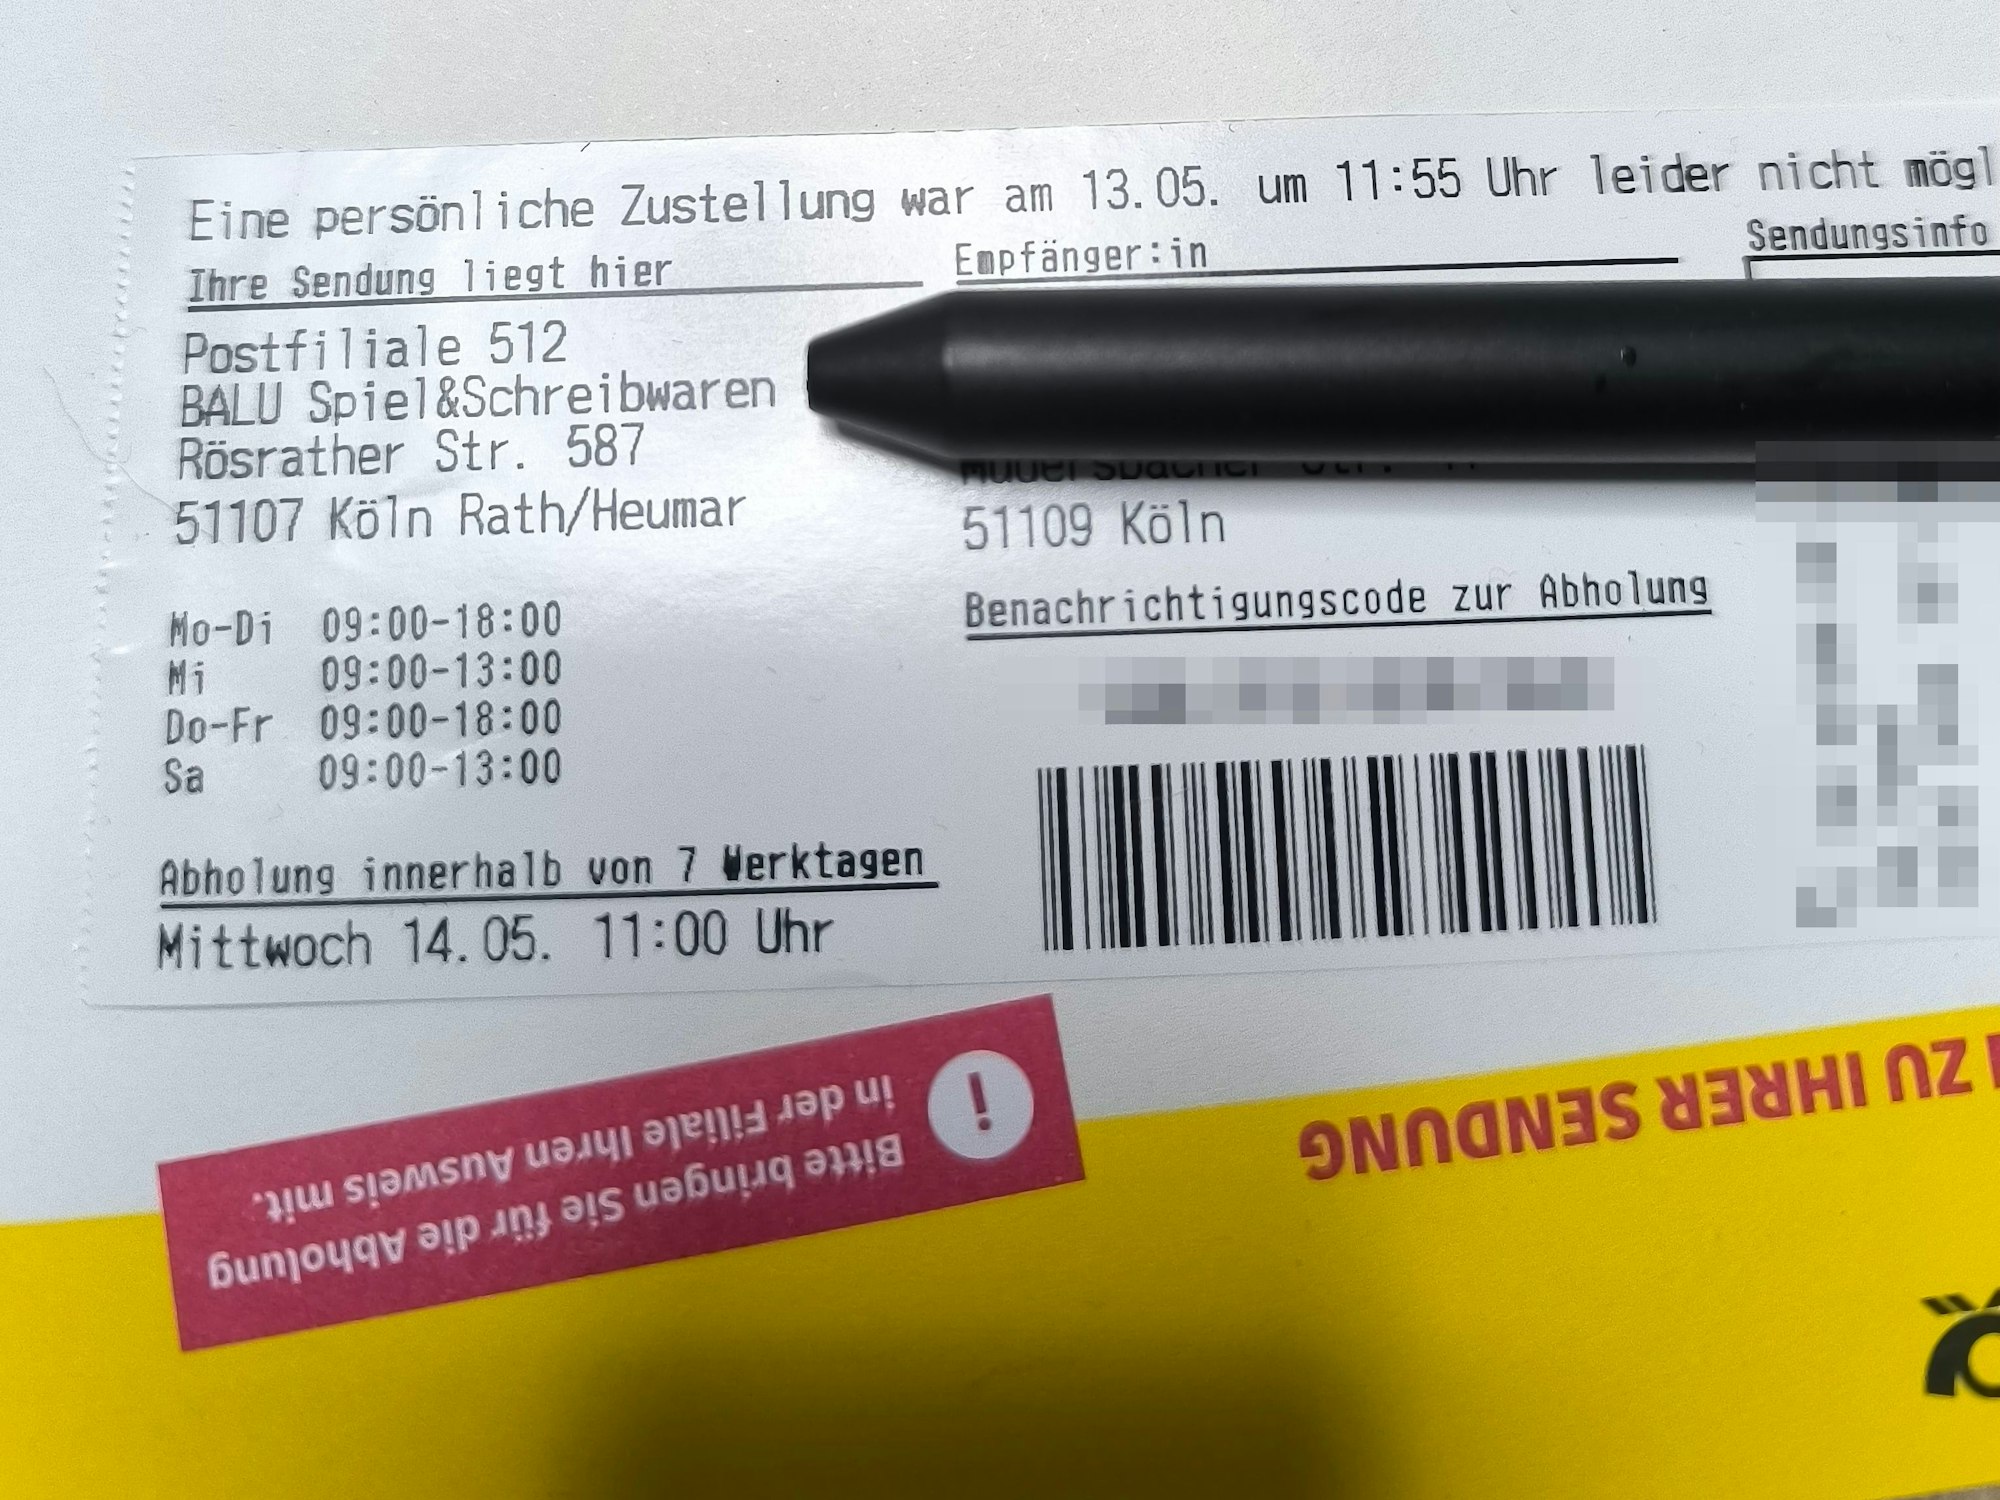 Eine persönliche Zustellung war am 13.05. um 11:55 Uhr leider nicht mögl
Ihre Sendung liegt hier
Postfiliale 512
BALU Spiel&Schreibwaren
Rösrather Str. 587
51107 Köln Rath/Heumar
Mo-Di 09:00-18:00
Mi 09:00-13:00
Do-Fr 09:00-18:00
Sa 09:00-13:00
Abholung innerhalb von 7 Werktagen
Mittwoch 14.05. 11:00 Uhr
Empfänger:in
51109 Köln
Benachrichtigungscode zur Abholung
Sendungsinfo
Bitte bringen Sie für die Abholung
in der Filiale Ihren Ausweis mit.
!
ZU IHRER SENDUNG